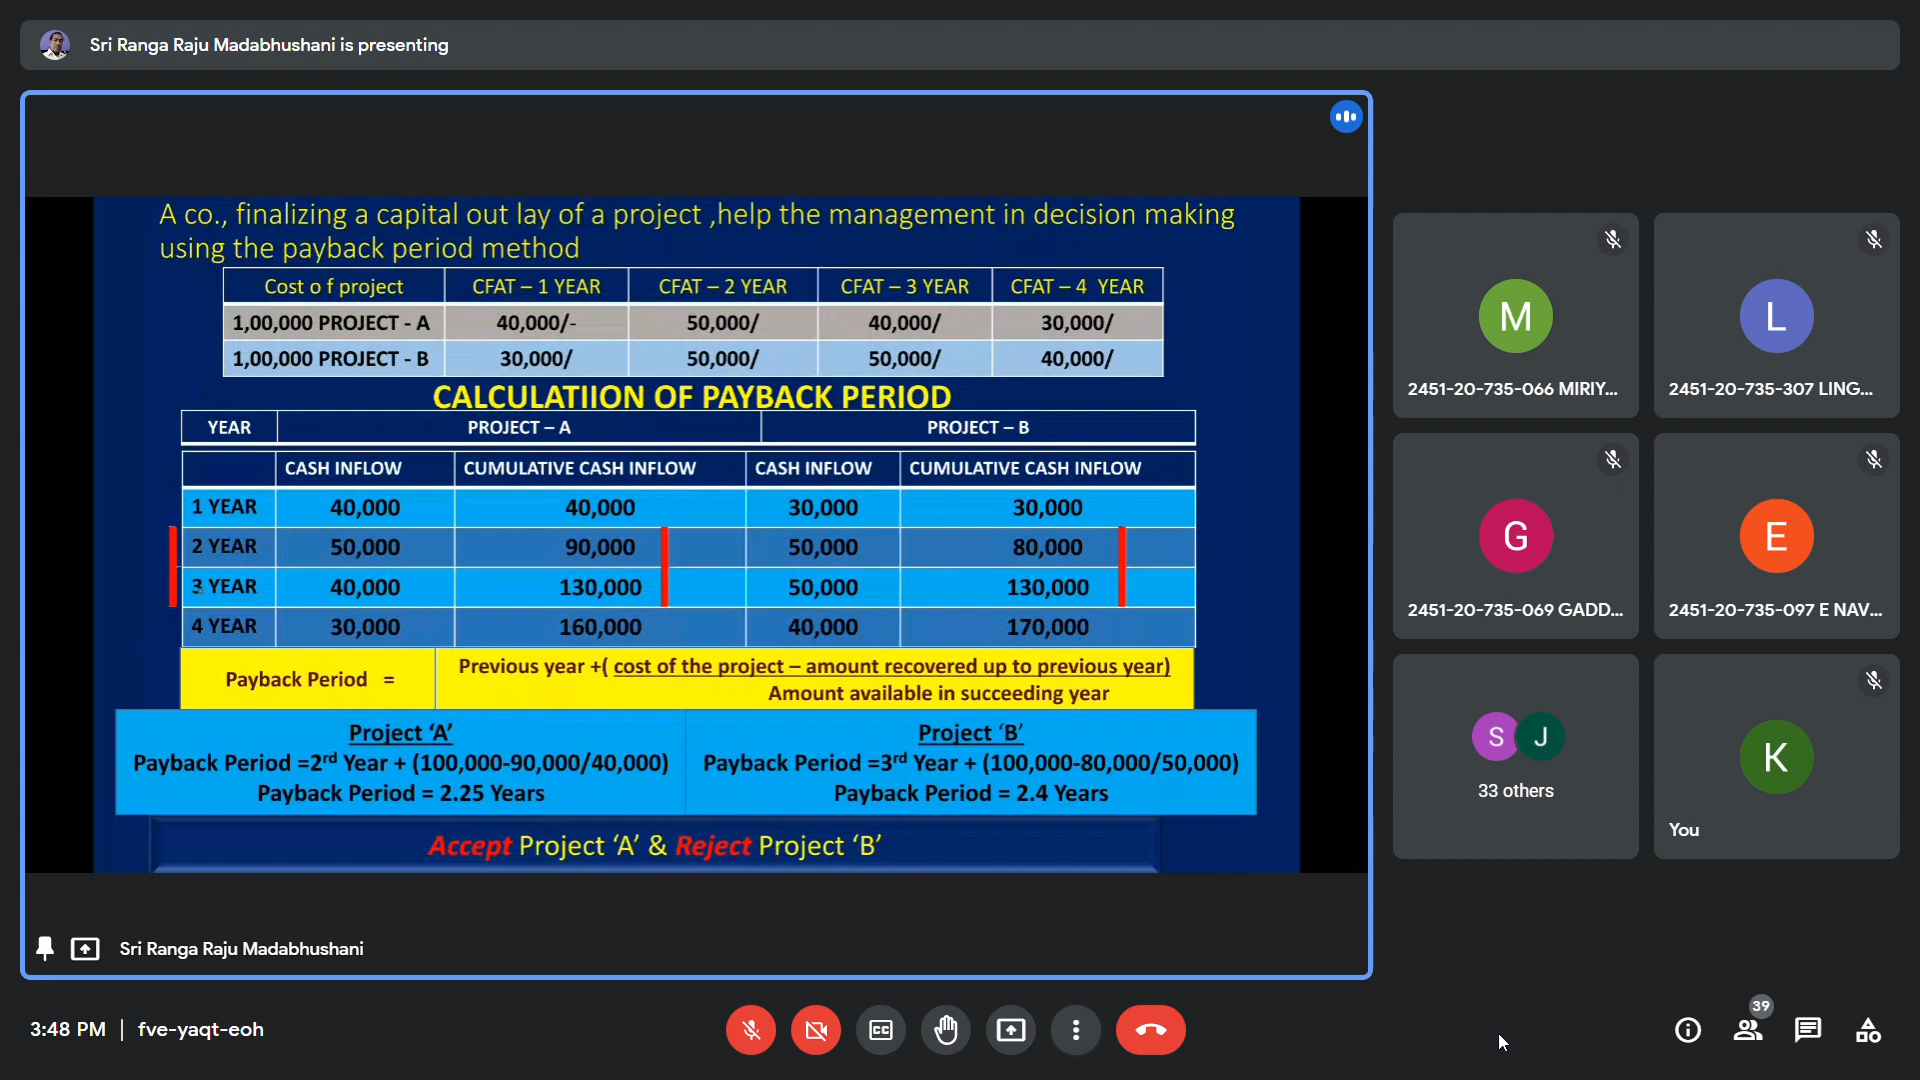 Sri Ranga Raju Madabhushani is presenting
A co., finalizing a capital out lay of a project ,help the management in decision making
using the payback period method
Cost o f project CFAT – 1 YEAR CFAT – 2 YEAR CFAT – 3 YEAR CFAT – 4 YEAR
1,00,000 PROJECT - A 40,000/- 50,000/ 40,000/ 30,000/
1,00,000 PROJECT - B 30,000/ 50,000/ 50,000/ 40,000/
CALCULATIION OF PAYBACK PERIOD
YEAR PROJECT – A PROJECT – B
CASH INFLOW CUMULATIVE CASH INFLOW CASH INFLOW CUMULATIVE CASH INFLOW
1 YEAR 40,000 40,000 30,000 30,000
2 YEAR 50,000 90,000 50,000 80,000
3 YEAR 40,000 130,000 50,000 130,000
4 YEAR 30,000 160,000 40,000 170,000
Payback Period = Previous year +( cost of the project – amount recovered up to previous year)
Amount available in succeeding year
Project ‘A’
Payback Period =2rd Year + (100,000-90,000/40,000)
Payback Period = 2.25 Years
Project ‘B’
Payback Period =3rd Year + (100,000-80,000/50,000)
Payback Period = 2.4 Years
Accept Project ‘A’ & Reject Project ‘B’
Sri Ranga Raju Madabhushani
M
2451-20-735-066 MIRIY...
L
2451-20-735-307 LING...
G
2451-20-735-069 GADD...
E
2451-20-735-097 E NAV...
S J
33 others
K
You
3:48 PM | fve-yaqt-eoh
CC
39